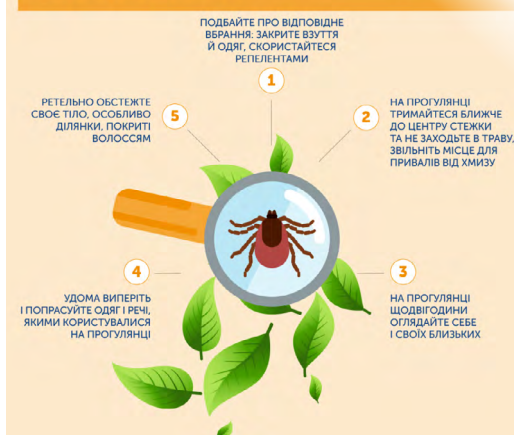 ПОДБАЙТЕ ПРО ВІДПОВІДНЕ
ВБРАННЯ: ЗАКРИТЕ ВЗУТТЯ
Й ОДЯГ, СКОРИСТАЙТЕСЯ
РЕПЕЛЕНТАМИ
1
НА ПРОГУЛЯНЦІ
ТРИМАЙТЕСЯ БЛИЖЧЕ
ДО ЦЕНТРУ СТЕЖКИ
ТА НЕ ЗАХОДЬТЕ В ТРАВУ,
ЗВІЛЬНІТЬ МІСЦЕ ДЛЯ
ПРИВАЛІВ ВІД ХМИЗУ
2
НА ПРОГУЛЯНЦІ
ЩОДВІГОДИНИ
ОГЛЯДАЙТЕ СЕБЕ
І СВОЇХ БЛИЗЬКИХ
3
УДОМА ВИПЕРІТЬ
І ПОПРАСУЙТЕ ОДЯГ І РЕЧІ,
ЯКИМИ КОРИСТУВАЛИСЯ
НА ПРОГУЛЯНЦІ
4
РЕТЕЛЬНО ОБСТЕЖТЕ
СВОЄ ТІЛО, ОСОБЛИВО
ДІЛЯНКИ, ПОКРИТІ
ВОЛОССЯМ
5